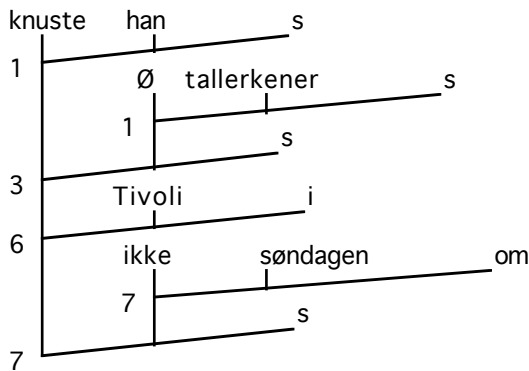 knuste han s
1
Ø tallerkener s
1
s
3
Tivoli i
6
ikke søndagen om
7
s
7